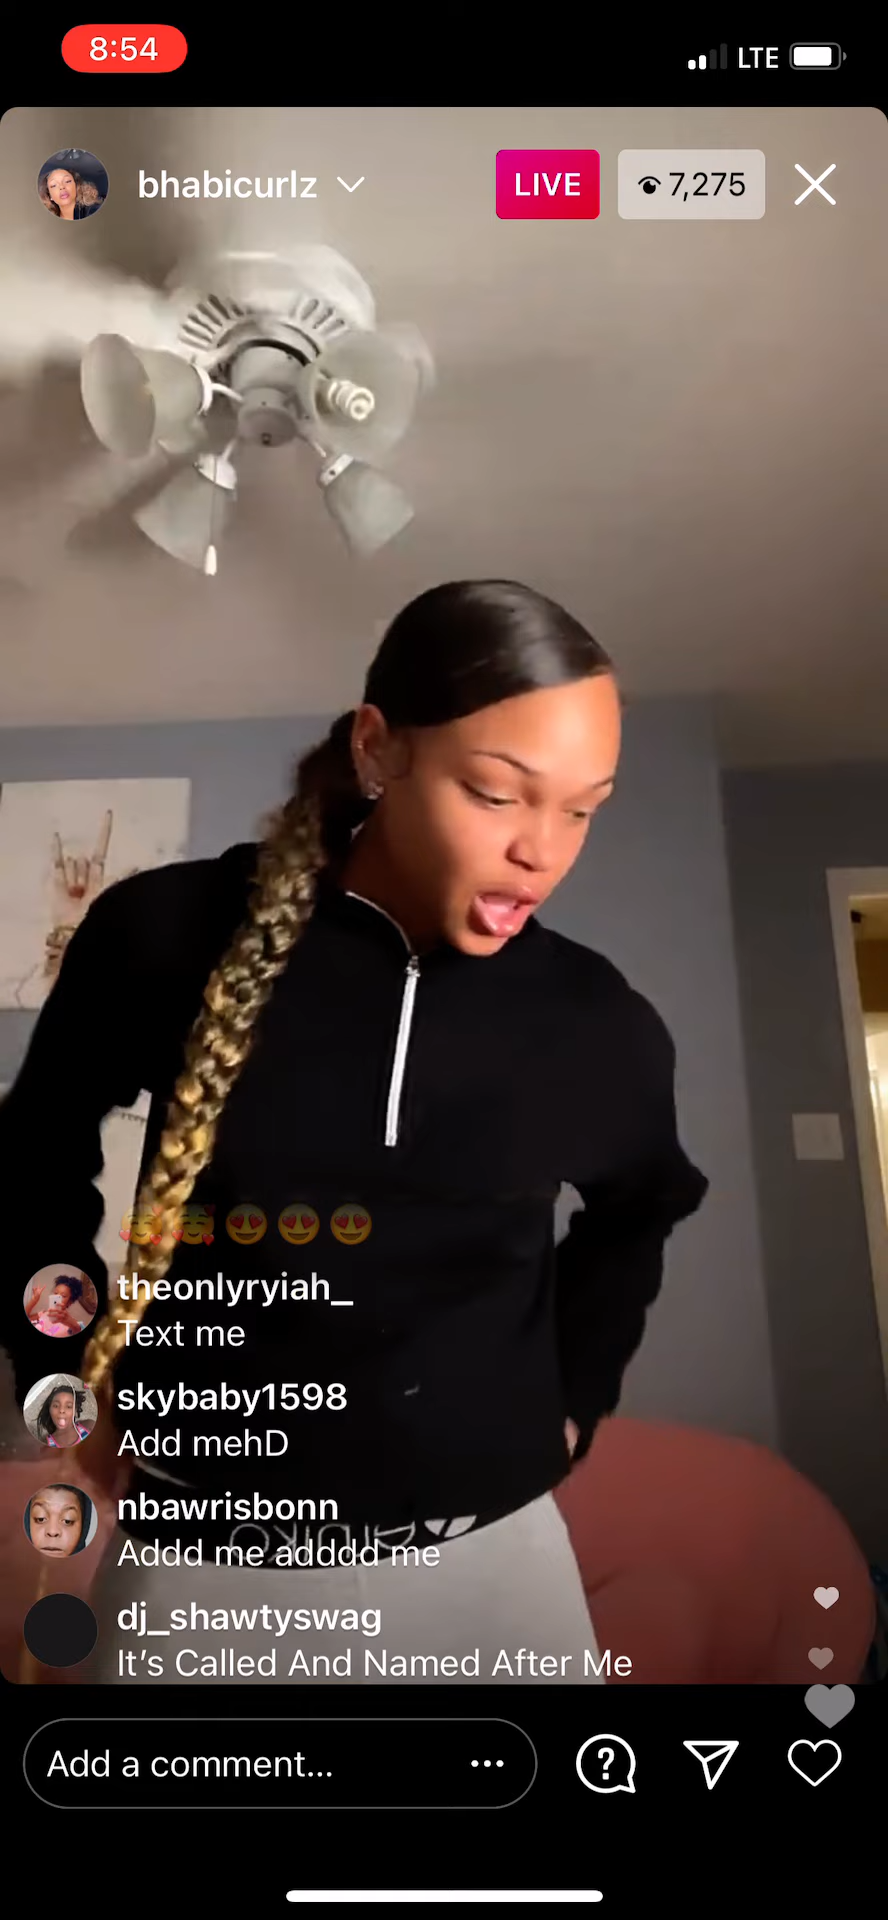 8:54
LTE
bhabicurlz
LIVE
7,275
theonlyryiah_
Text me
skybaby1598
Add mehD
nbawrisbonn
Addd me adddd me
dj_shawtyswag
It’s Called And Named After Me
Add a comment...